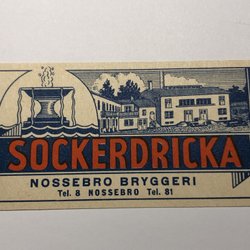 SOCKERDRICKA
NOSSEBRO BRYGGERI
Tel. 8 NOSSEBRO Tel. 81